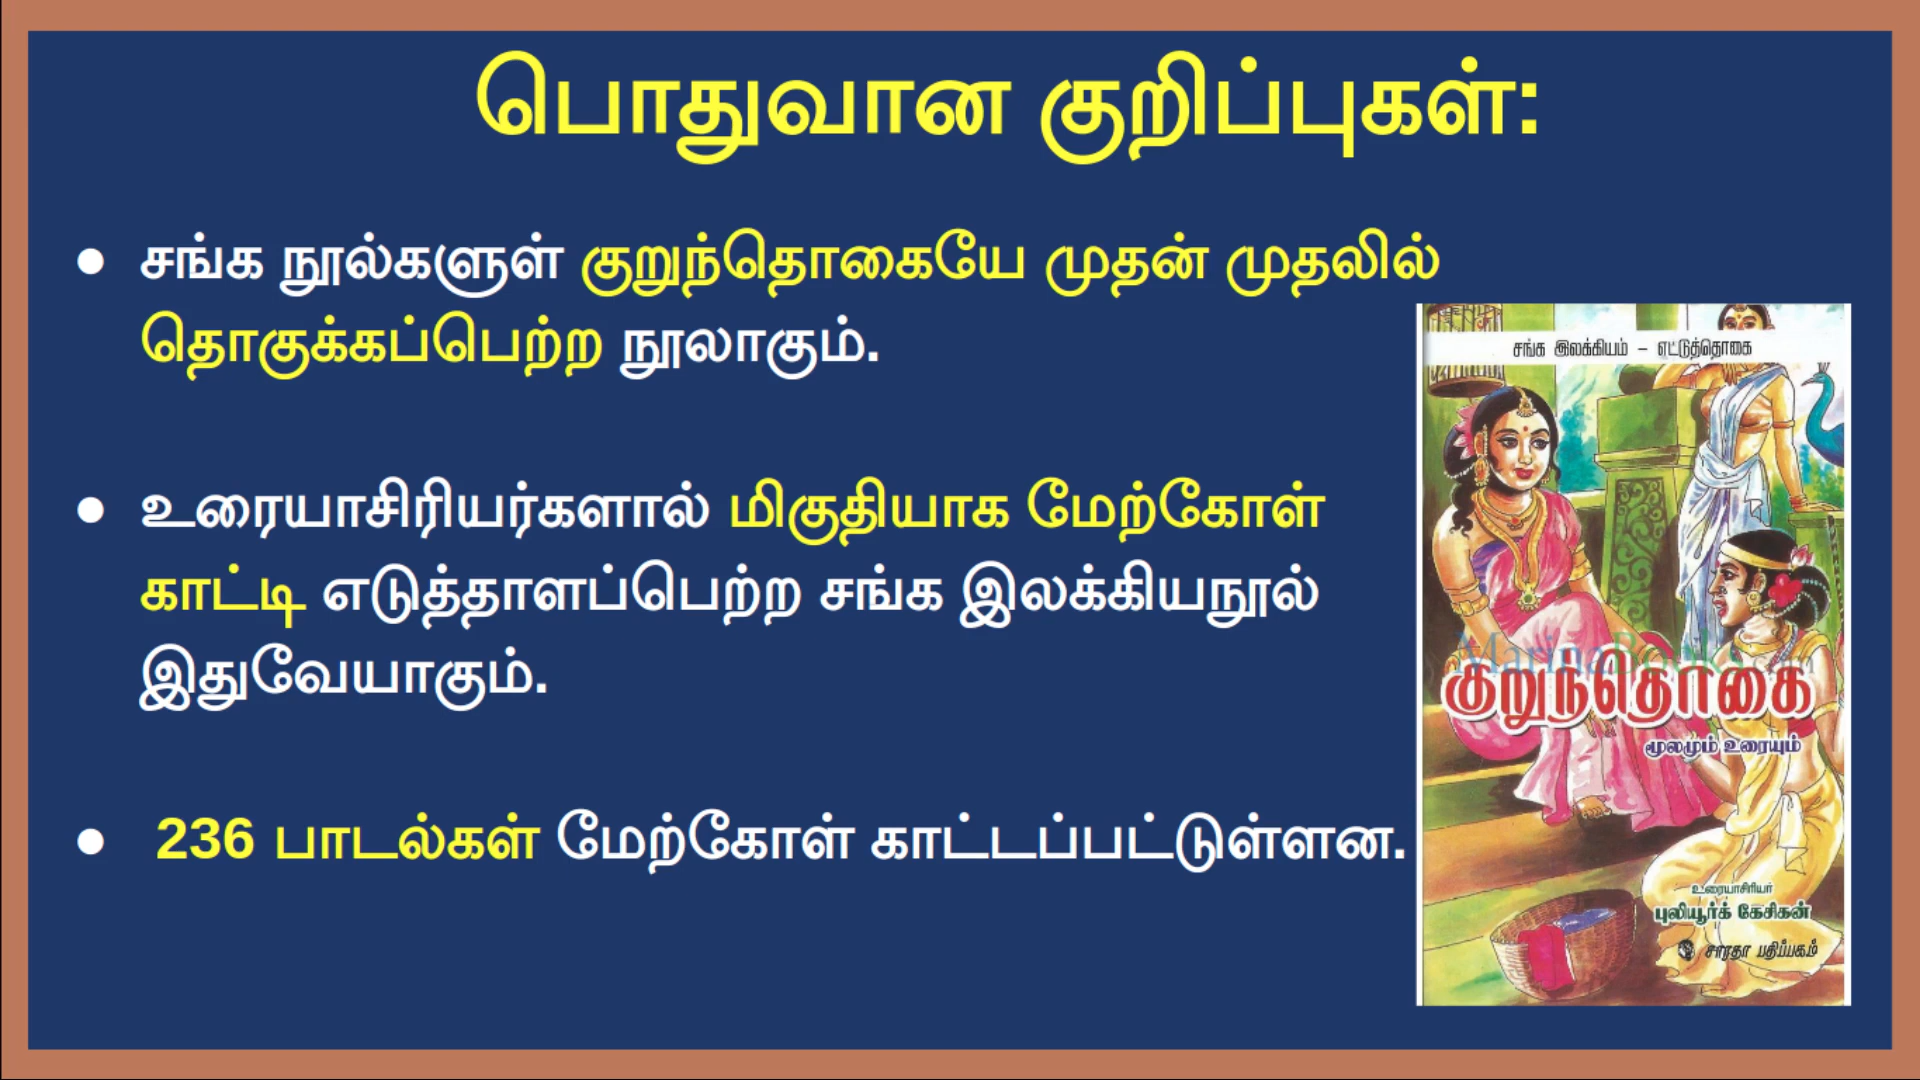 பொதுவான குறிப்புகள்:
● சங்க நூல்களுள் குறுந்தொகையே முதன் முதலில்
தொகுக்கப்பெற்ற நூலாகும்.
● உரையாசிரியர்களால் மிகுதியாக மேற்கோள்
காட்டி எடுத்தாளப்பெற்ற சங்க இலக்கியநூல்
இதுவேயாகும்.
● 236 பாடல்கள் மேற்கோள் காட்டப்பட்டுள்ளன.
சங்க இலக்கியம் – எட்டுத்தொகை
குறுந்தொகை
மூலமும் உரையும்
உரையாசிரியர்
புலியூர்க் கேசிகன்
சாரதா பதிப்பகம்